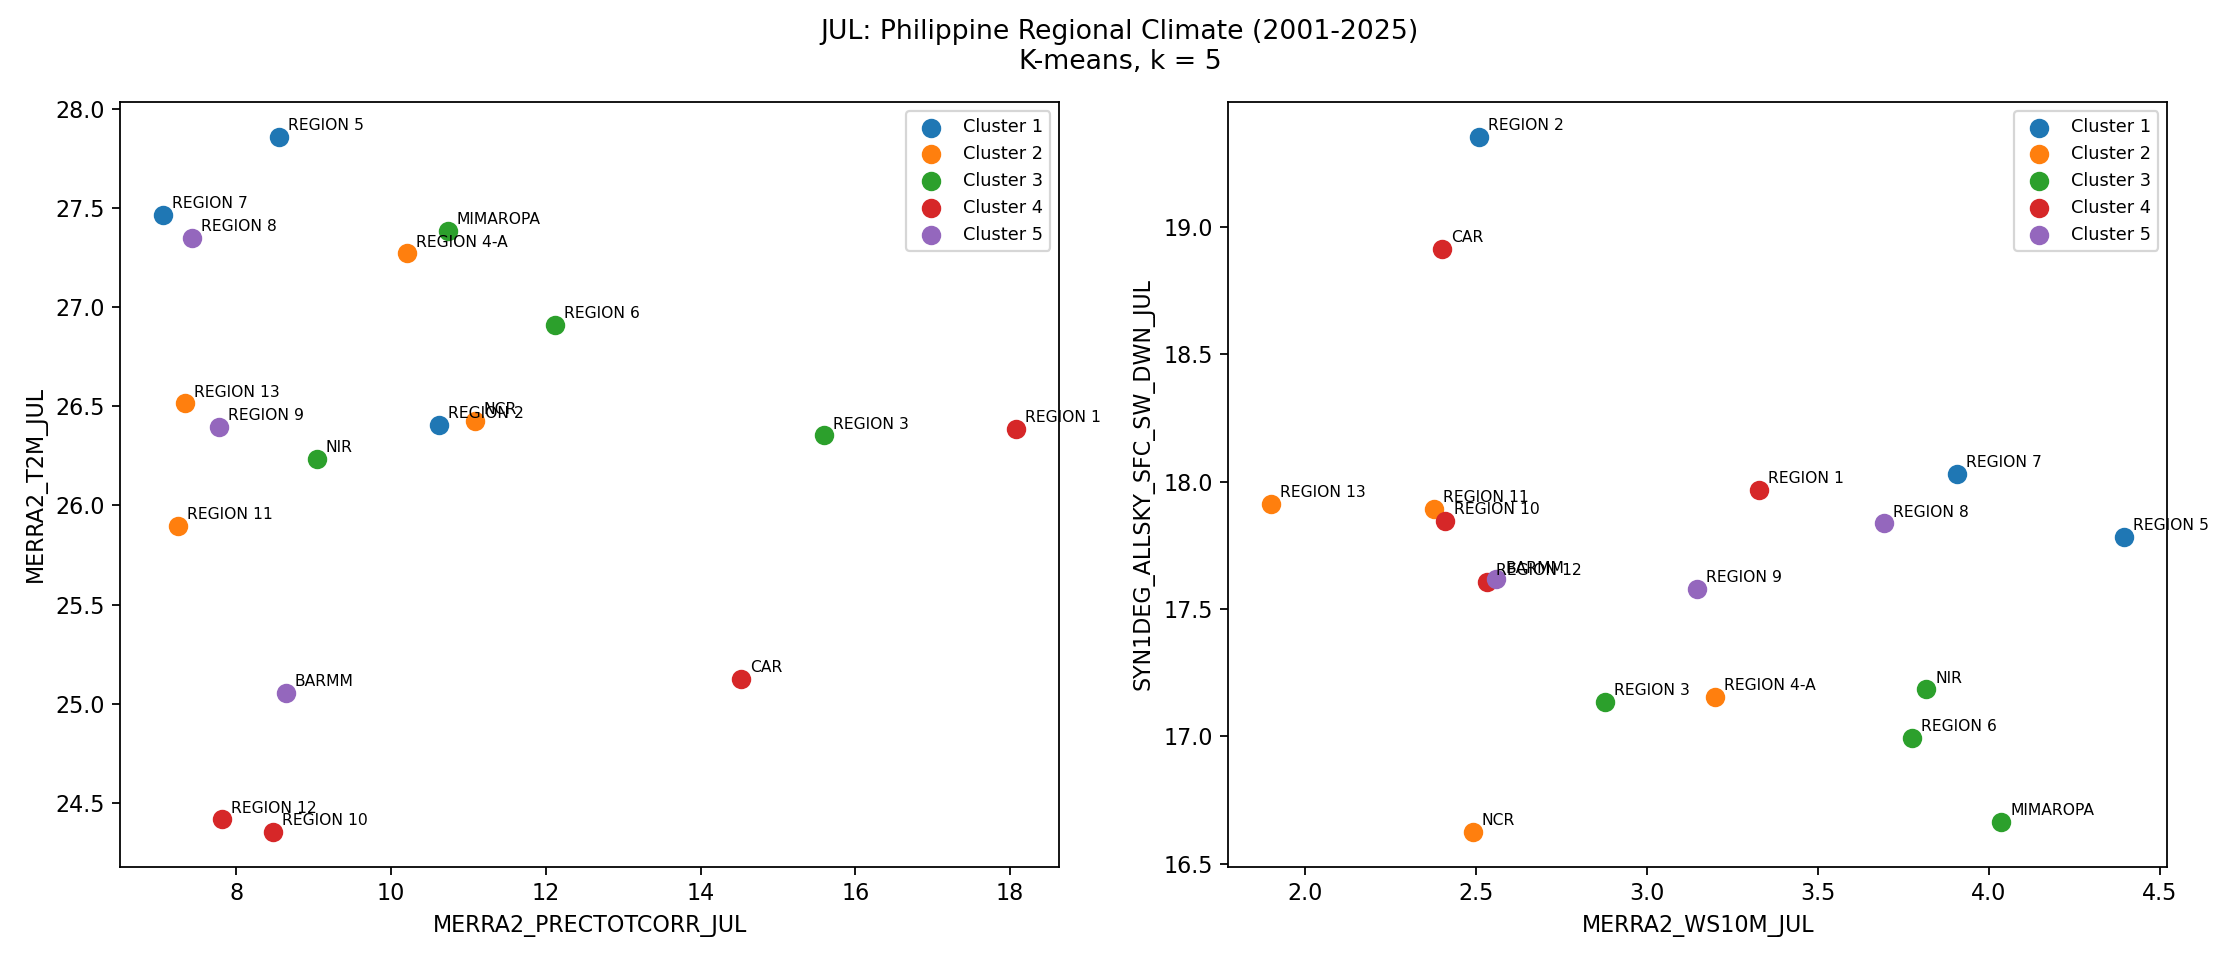 JUL: Philippine Regional Climate (2001-2025)
K-means, k = 5
28.0
27.5
27.0
26.5
26.0
25.5
25.0
24.5
MERRA2_T2M_JUL
REGION 5
REGION 7
REGION 8
MIMAROPA
REGION 4-A
REGION 6
REGION 13
REGION 9
REGION 2
NCR
REGION 3
REGION 1
NIR
REGION 11
CAR
BARMM
REGION 12
REGION 10
Cluster 1
Cluster 2
Cluster 3
Cluster 4
Cluster 5
8
10
12
14
16
18
MERRA2_PRECTOTCORR_JUL
19.0
18.5
18.0
17.5
17.0
16.5
SYN1DEG_ALLSKY_SFC_SW_DWN_JUL
REGION 2
CAR
REGION 7
REGION 1
REGION 13
REGION 11
REGION 10
REGION 8
REGION 5
BARMM
REGION 12
REGION 9
NIR
REGION 3
REGION 4-A
REGION 6
MIMAROPA
NCR
Cluster 1
Cluster 2
Cluster 3
Cluster 4
Cluster 5
2.0
2.5
3.0
3.5
4.0
4.5
MERRA2_WS10M_JUL